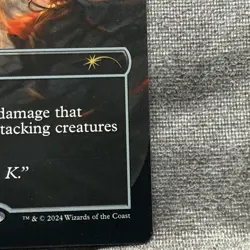 damage that
tacking creatures
K.”
™ & © 2024 Wizards of the Coast